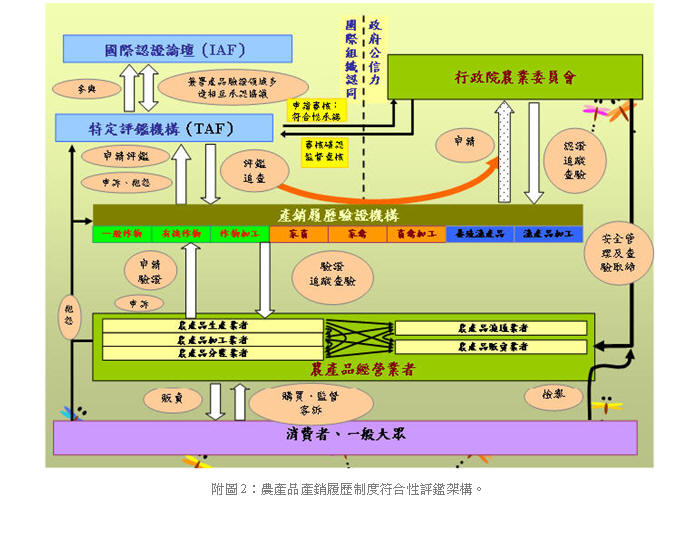 國際認證論壇 (IAF)
國際組織認同
政府公信力
行政院農業委員會
參與
簽署產品驗證領域多
邊相互承認協議
申請審核：
符合性承諾
特定評鑑機構 (TAF)
審核確認
監督查核
申請評鑑
申訴、抱怨
評鑑
追查
申請
認證
追蹤
查驗
產銷履歷驗證機構
一般作物
有機作物
作物加工
家畜
家禽
畜禽加工
養殖漁產品
漁產品加工
申請
驗證
申訴
驗證
追蹤查驗
安全管
理及查
驗取締
抱怨
農產品生產業者
農產品加工業者
農產品分裝業者
農產品流通業者
農產品販賣業者
農產品經營業者
販賣
購買、監督
客訴
檢舉
消費者、一般大眾
附圖2：農產品產銷履歷制度符合性評鑑架構。